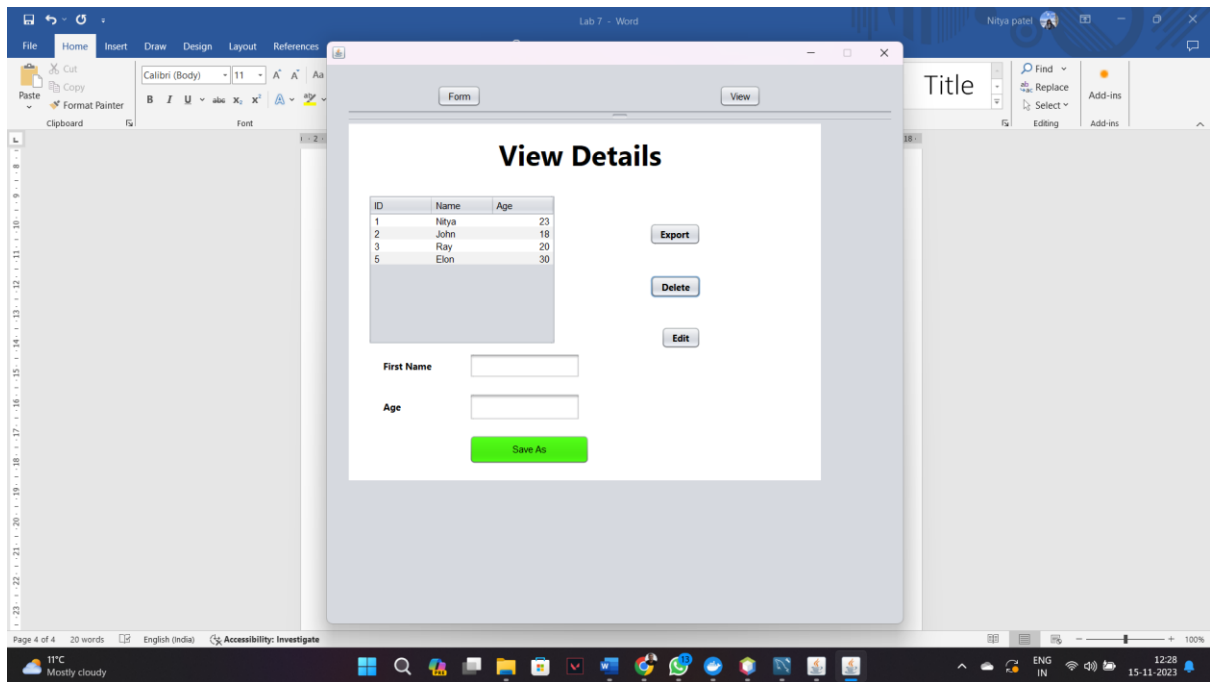 Lab 7 - Word
Nitya patel
File Home Insert Draw Design Layout References
Cut
Copy
Paste
Format Painter
Clipboard
Calibri (Body) 11 A A Aa
B I U abc x₂ x² A
Font
Title
Find
Replace
Select
Editing
Add-ins
Add-ins
Form View
View Details
ID Name Age
1 Nitya 23
2 John 18
3 Ray 20
5 Elon 30
Export
Delete
Edit
First Name
Age
Save As
Page 4 of 4 20 words English (India) Accessibility: Investigate
100%
11°C
Mostly cloudy
ENG
IN
12:28
15-11-2023